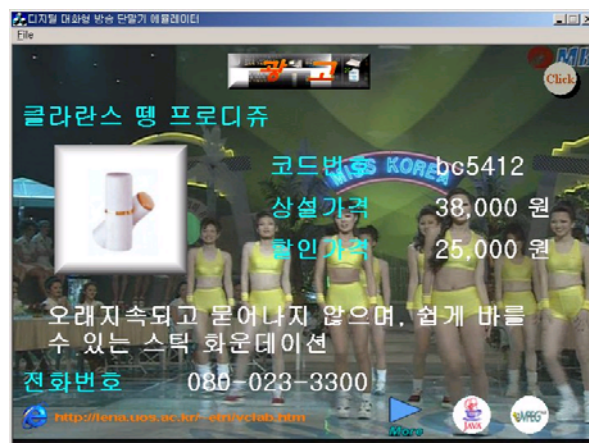 디지털 대화형 방송 단말기 에뮬레이터
File
광고
Click
클라란스 뗑 프로디쥬
MISS KOREA
코드번호 bc5412
상설가격 38,000 원
할인가격 25,000 원
오래지속되고 묻어나지 않으며, 쉽게 바를
수 있는 스틱 화운데이션
전화번호 080-023-3300
More
JAVA
MPEG